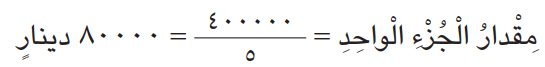 مِقْدارُ الْجُزْءِ الْواحِدِ = ٤٠٠٠٠٠ / ٥ = ٨٠٠٠٠ دينارٍ